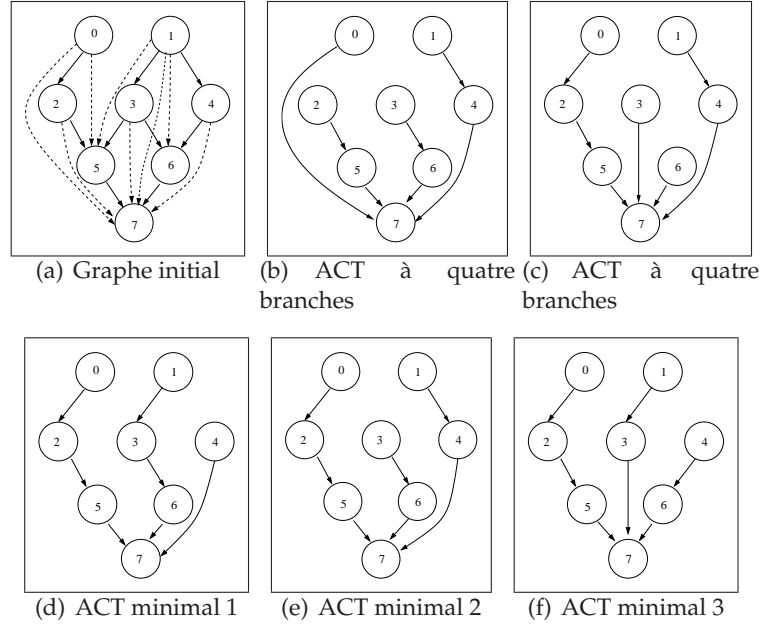 0 1
2 3 4
5 6
7
0 1
2 3 4
5 6
7
0 1
2 3 4
5 6
7
(a) Graphe initial
(b) ACT à quatre
branches
(c) ACT à quatre
branches
0 1
2 3 4
5 6
7
0 1
2 3 4
5 6
7
0 1
2 3 4
5 6
7
(d) ACT minimal 1
(e) ACT minimal 2
(f) ACT minimal 3